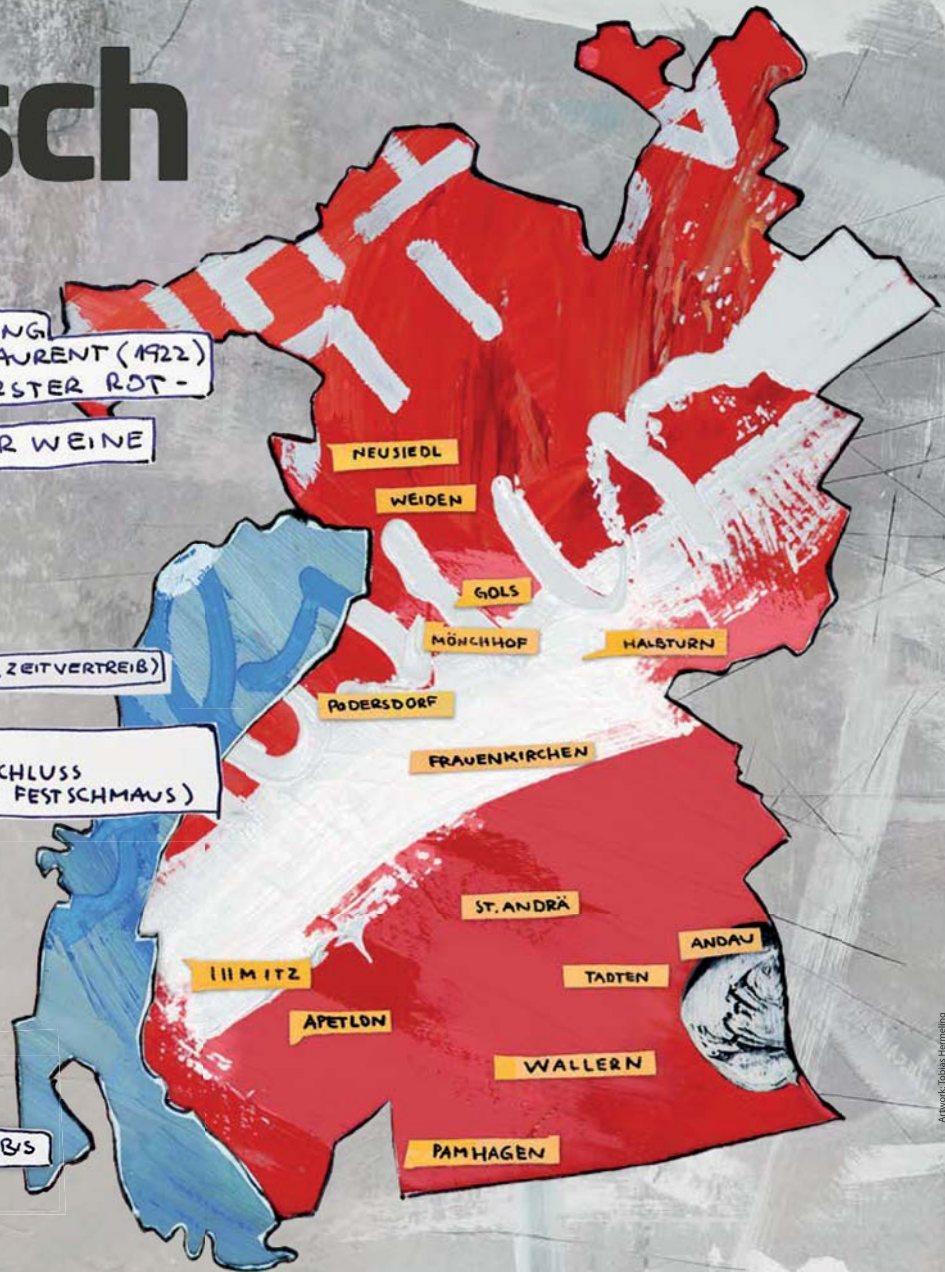 sch
NG
AURENT (1922)
RSTER ROT-
R WEINE
NEUSIEDL
WEIDEN
GOLS
MÖNCHHOF
HALBTURN
ZEITVERTREIB)
PODERSDORF
FRAUENKIRCHEN
CHLUSS
FESTSCHMAUS)
ST. ANDRÄ
ANDAU
IllMITZ
TADTEN
APETLON
WALLERN
BIS
PAMHAGEN
Artwork: Tobias Hermeling